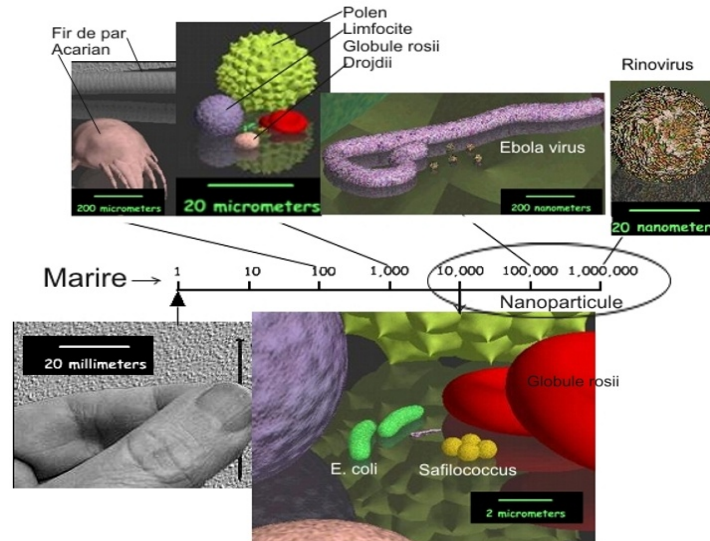 Fir de par
Acarian
Polen
Limfocite
Globule rosii
Drojdii
Rinovirus
Ebola virus
200 micrometers
20 micrometers
200 nanometers
20 nanometer
Marire
1
10
100
1,000
10,000
100,000
1,000,000
Nanoparticule
20 millimeters
Globule rosii
E. coli
Safilococcus
2 micrometers